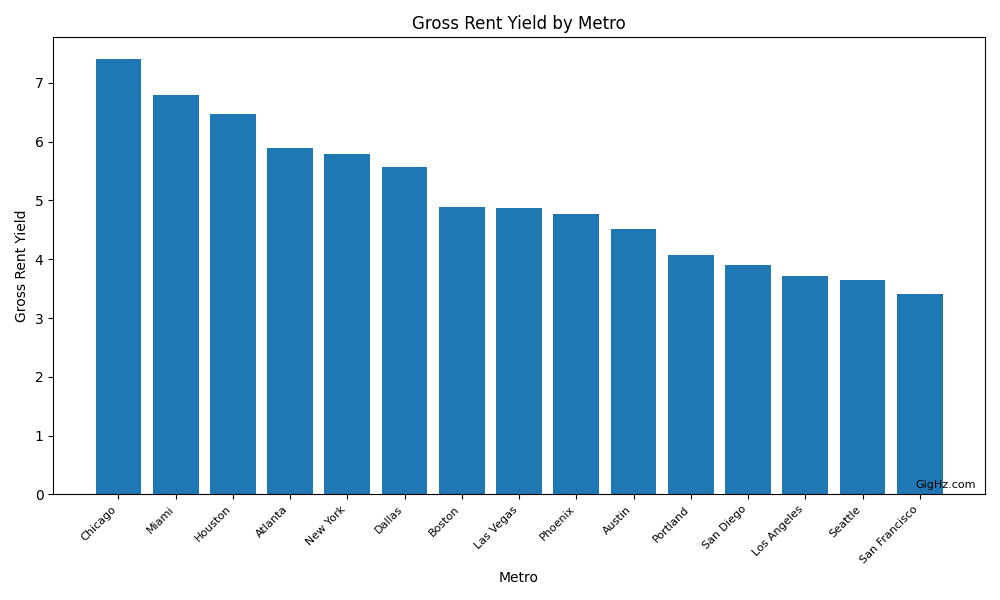 Gross Rent Yield by Metro
Gross Rent Yield
7
6
5
4
3
2
1
0
GigHz.com
Chicago
Miami
Houston
Atlanta
New York
Dallas
Boston
Las Vegas
Phoenix
Austin
Portland
San Diego
Los Angeles
Seattle
San Francisco
Metro